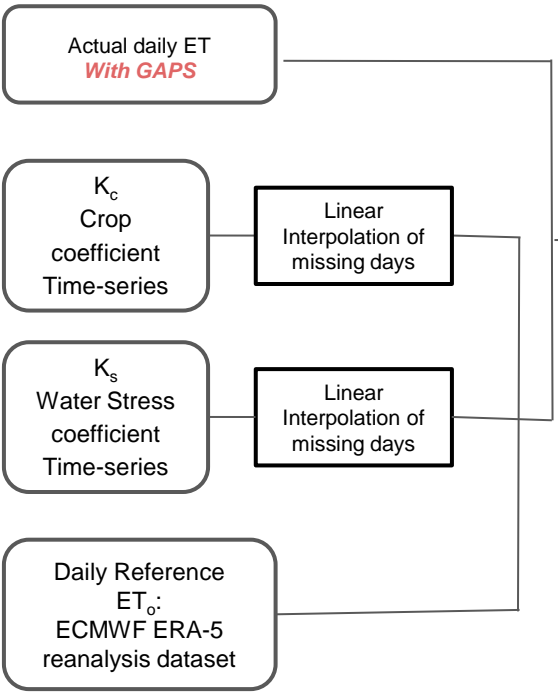 Actual daily ET
With GAPS
Kc
Crop
coefficient
Time-series
Linear
Interpolation of
missing days
Ks
Water Stress
coefficient
Time-series
Linear
Interpolation of
missing days
Daily Reference
ETo:
ECMWF ERA-5
reanalysis dataset